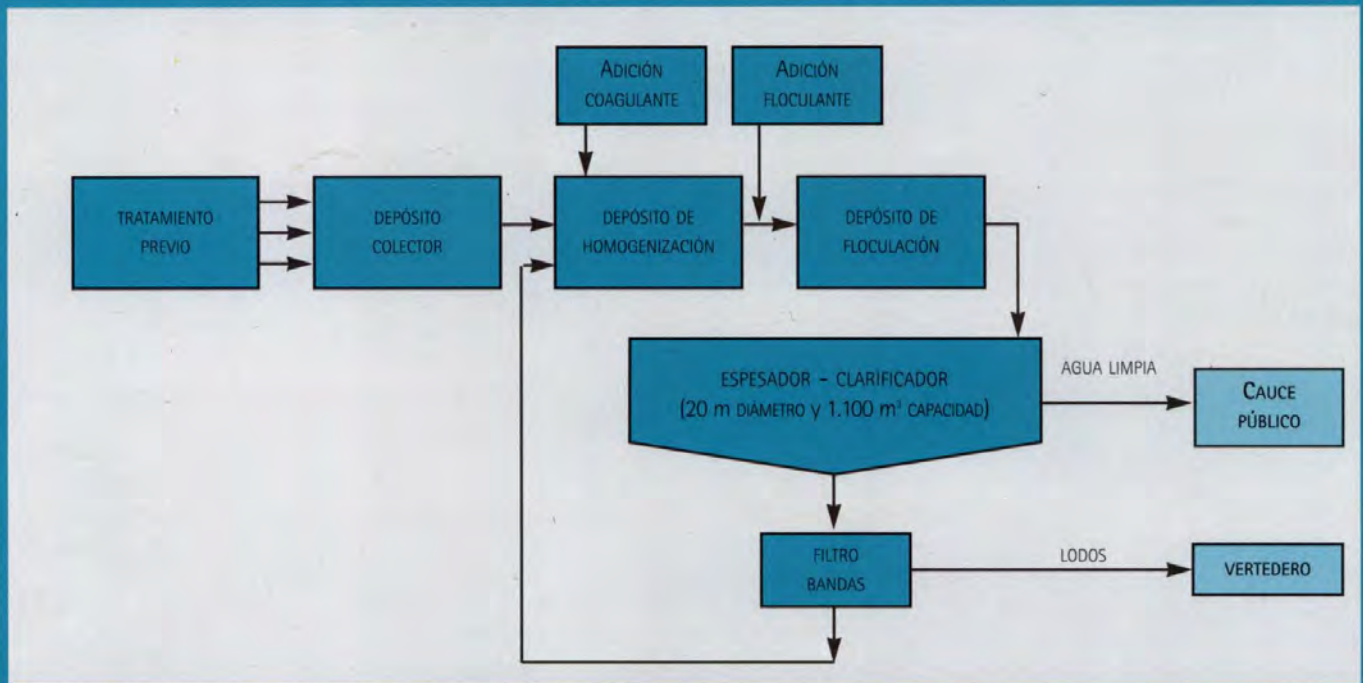 ADICIÓN
COAGULANTE
ADICIÓN
FLOCULANTE
TRATAMIENTO
PREVIO
DEPÓSITO
COLECTOR
DEPÓSITO DE
HOMOGENIZACIÓN
DEPÓSITO DE
FLOCULACIÓN
ESPESADOR – CLARIFICADOR
(20 m DIÁMETRO y 1.100 m³ CAPACIDAD)
AGUA LIMPIA
CAUCE
PÚBLICO
FILTRO
BANDAS
LODOS
VERTEDERO